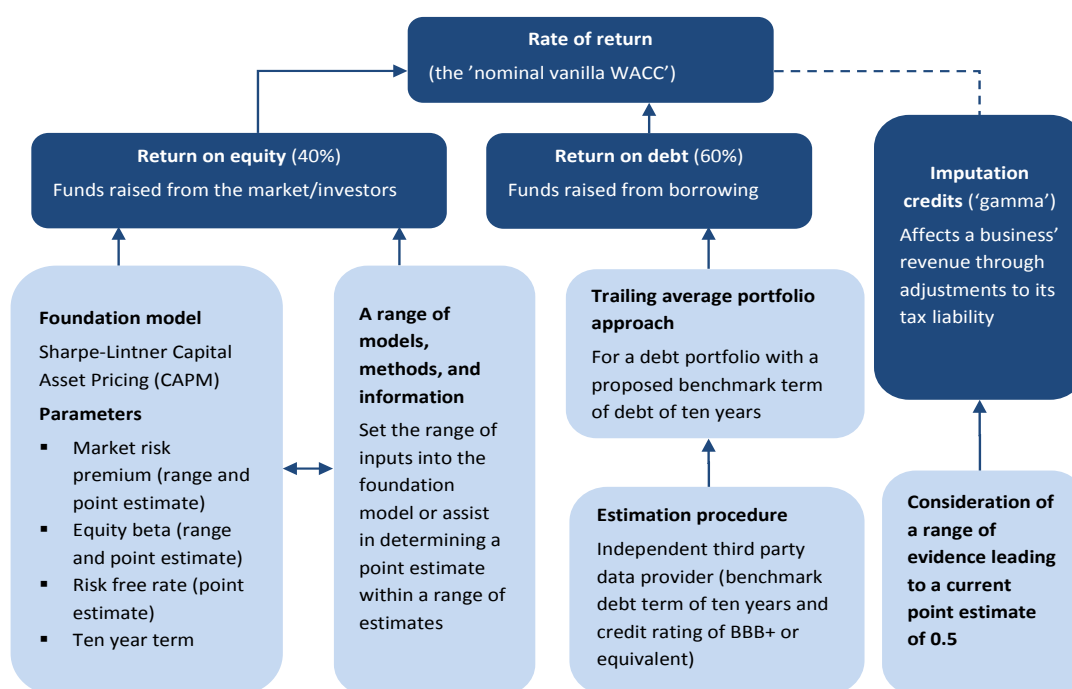 Rate of return
(the 'nominal vanilla WACC')
Return on equity (40%)
Funds raised from the market/investors
Return on debt (60%)
Funds raised from borrowing
Imputation
credits ('gamma')
Affects a business'
revenue through
adjustments to its
tax liability
Foundation model
Sharpe-Lintner Capital
Asset Pricing (CAPM)
Parameters
▪ Market risk
premium (range and
point estimate)
▪ Equity beta (range
and point estimate)
▪ Risk free rate (point
estimate)
▪ Ten year term
A range of
models,
methods, and
information
Set the range of
inputs into the
foundation
model or assist
in determining a
point estimate
within a range of
estimates
Trailing average portfolio
approach
For a debt portfolio with a
proposed benchmark term
of debt of ten years
Estimation procedure
Independent third party
data provider (benchmark
debt term of ten years and
credit rating of BBB+ or
equivalent)
Consideration of
a range of
evidence leading
to a current
point estimate
of 0.5